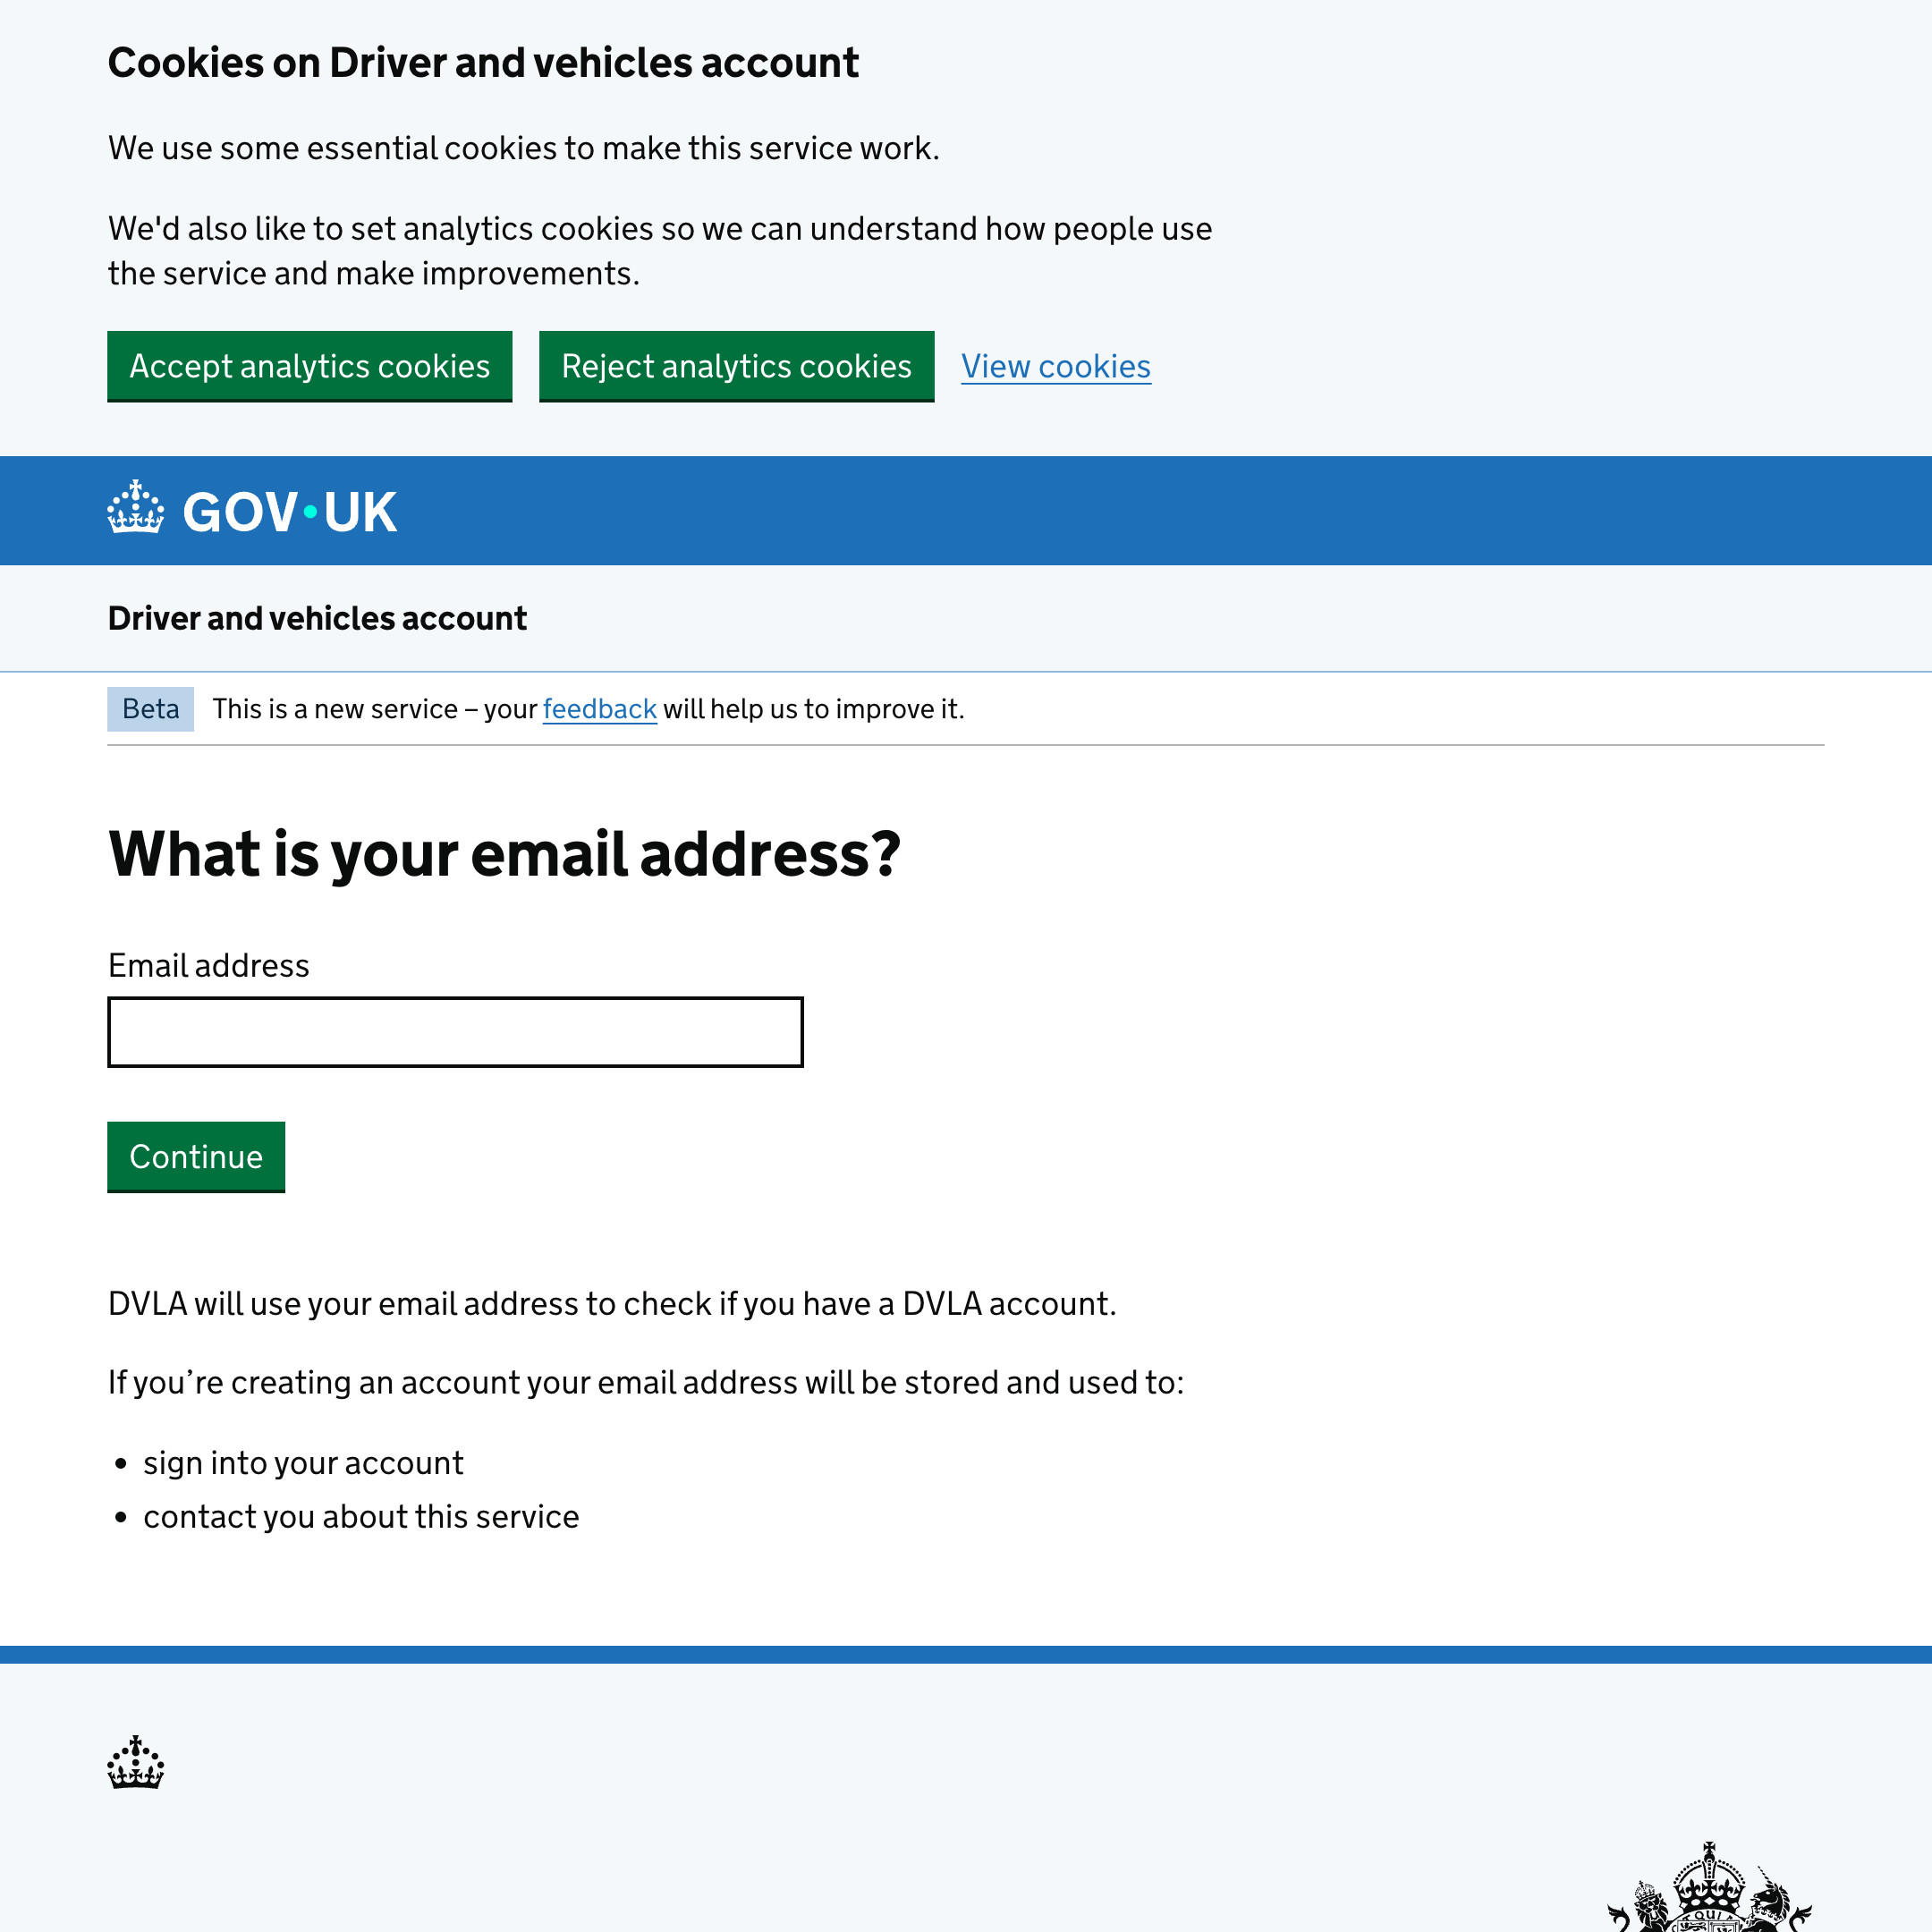 Cookies on Driver and vehicles account
We use some essential cookies to make this service work.
We'd also like to set analytics cookies so we can understand how people use
the service and make improvements.
Accept analytics cookies Reject analytics cookies View cookies
GOV·UK
Driver and vehicles account
Beta This is a new service – your feedback will help us to improve it.
What is your email address?
Email address
Continue
DVLA will use your email address to check if you have a DVLA account.
If you’re creating an account your email address will be stored and used to:
• sign into your account
• contact you about this service